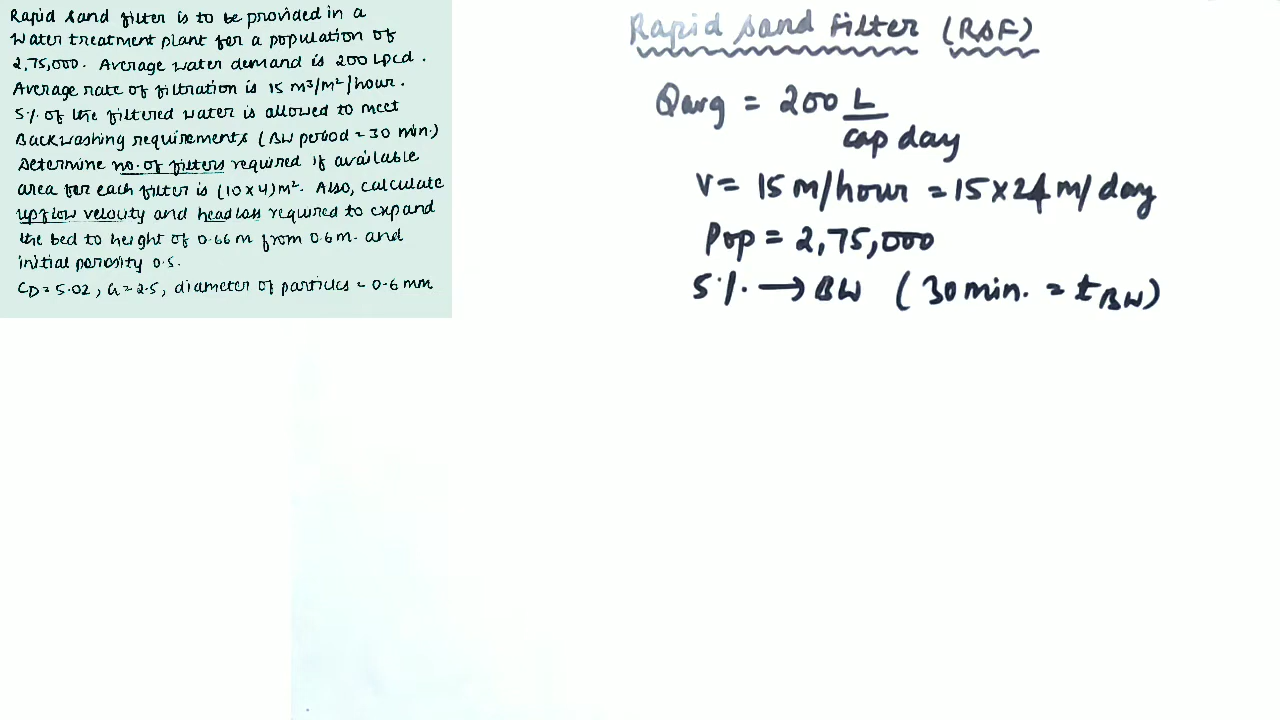 Rapid sand filter is to be provided in a
water treatment plant for a population of
2,75,000. Average water demand is 200 Lpcd.
Average rate of filtration is 15 m³/m²/hour.
5% of the filtered water is allowed to meet
Backwashing requirements (BW period = 30 min.)
Determine no. of filters required if available
area for each filter is (10 x 4) m². Also, calculate
upflow velocity and headloss required to expand
the bed to height of 0.66 m from 0.6 m. and
initial porosity 0.5.
CD = 5.02, G = 2.5, diameter of particles = 0.6 mm
Rapid sand filter (RSF)
Qavg = 200 L/cap day
V = 15 m/hour = 15 x 24 m/day
Pop = 2,75,000
5% → BW (30 min. = tBW)